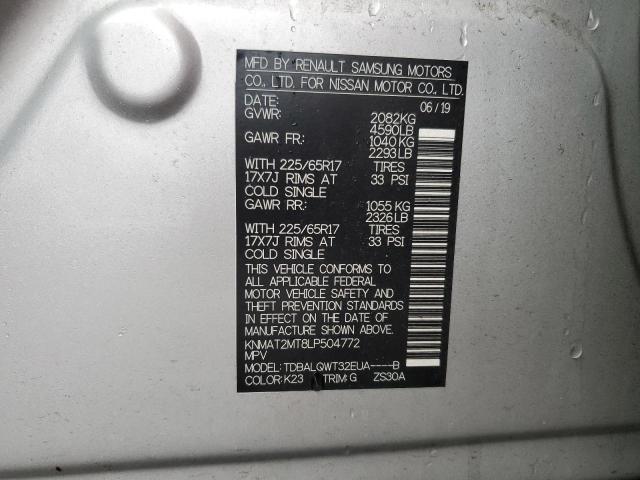 MFD BY RENAULT SAMSUNG MOTORS
CO., LTD. FOR NISSAN MOTOR CO., LTD.
DATE: 06/19
GVWR: 2082KG
4590LB
GAWR FR: 1040 KG
2293LB
WITH 225/65R17 TIRES
17X7J RIMS AT 33 PSI
COLD SINGLE
GAWR RR: 1055 KG
2326LB
WITH 225/65R17 TIRES
17X7J RIMS AT 33 PSI
COLD SINGLE
THIS VEHICLE CONFORMS TO
ALL APPLICABLE FEDERAL
MOTOR VEHICLE SAFETY AND
THEFT PREVENTION STANDARDS
IN EFFECT ON THE DATE OF
MANUFACTURE SHOWN ABOVE.
KNMAT2MT8LP504772
MPV
MODEL: TDBALQWT32EUA----B
COLOR: K23 TRIM: G ZS30A